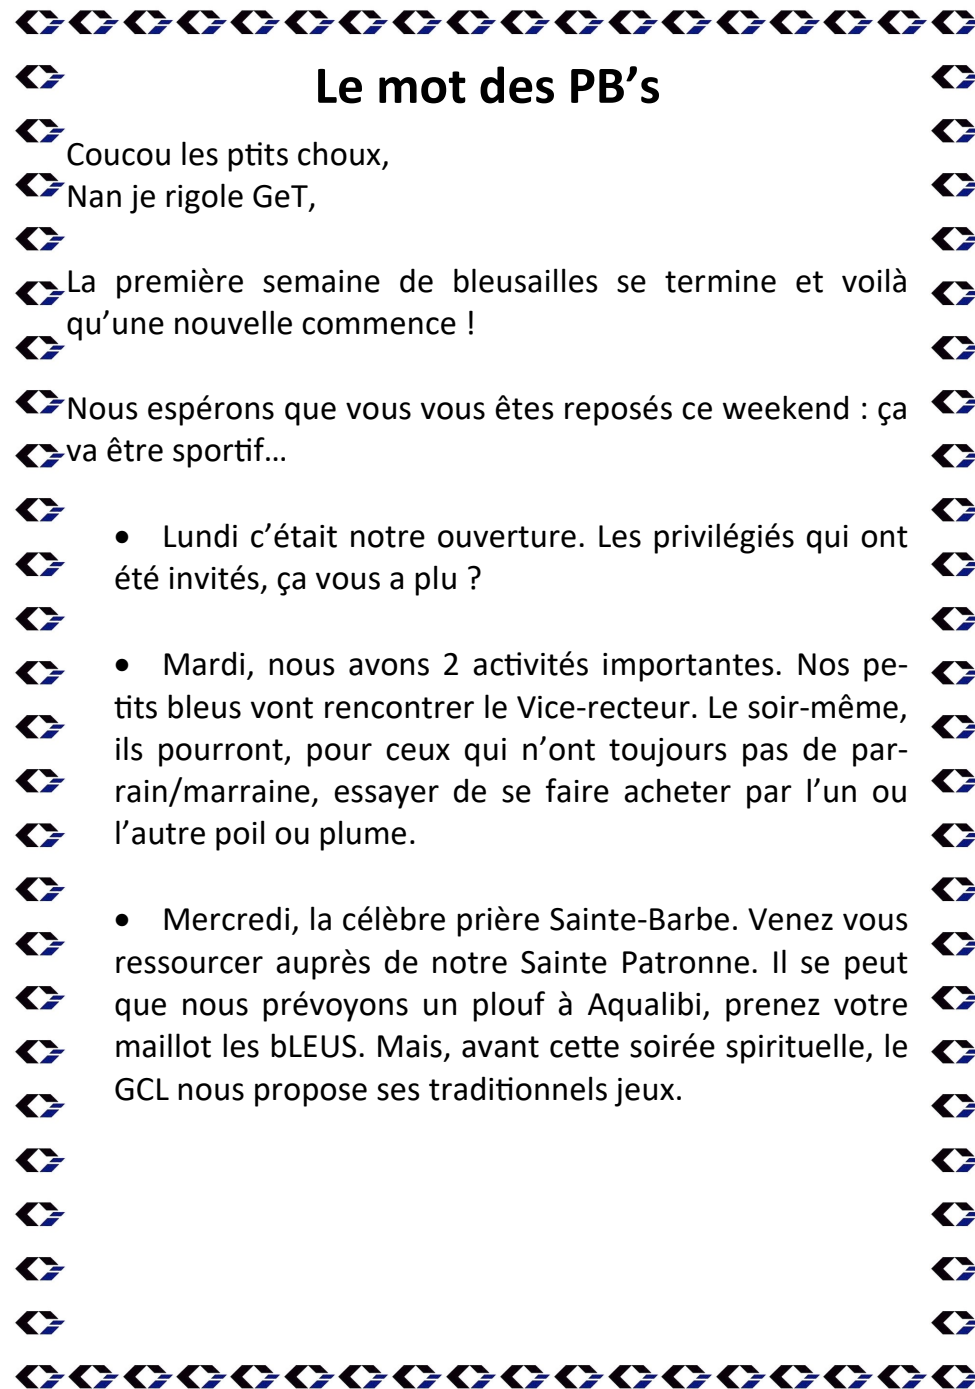 Le mot des PB’s
Coucou les ptits choux,
Nan je rigole GeT,
La première semaine de bleusailles se termine et voilà
qu’une nouvelle commence !
Nous espérons que vous vous êtes reposés ce weekend : ça
va être sportif…
• Lundi c’était notre ouverture. Les privilégiés qui ont
été invités, ça vous a plu ?
• Mardi, nous avons 2 activités importantes. Nos pe-
tits bleus vont rencontrer le Vice-recteur. Le soir-même,
ils pourront, pour ceux qui n’ont toujours pas de par-
rain/marraine, essayer de se faire acheter par l’un ou
l’autre poil ou plume.
• Mercredi, la célèbre prière Sainte-Barbe. Venez vous
ressourcer auprès de notre Sainte Patronne. Il se peut
que nous prévoyons un plouf à Aqualibi, prenez votre
maillot les bLEUS. Mais, avant cette soirée spirituelle, le
GCL nous propose ses traditionnels jeux.